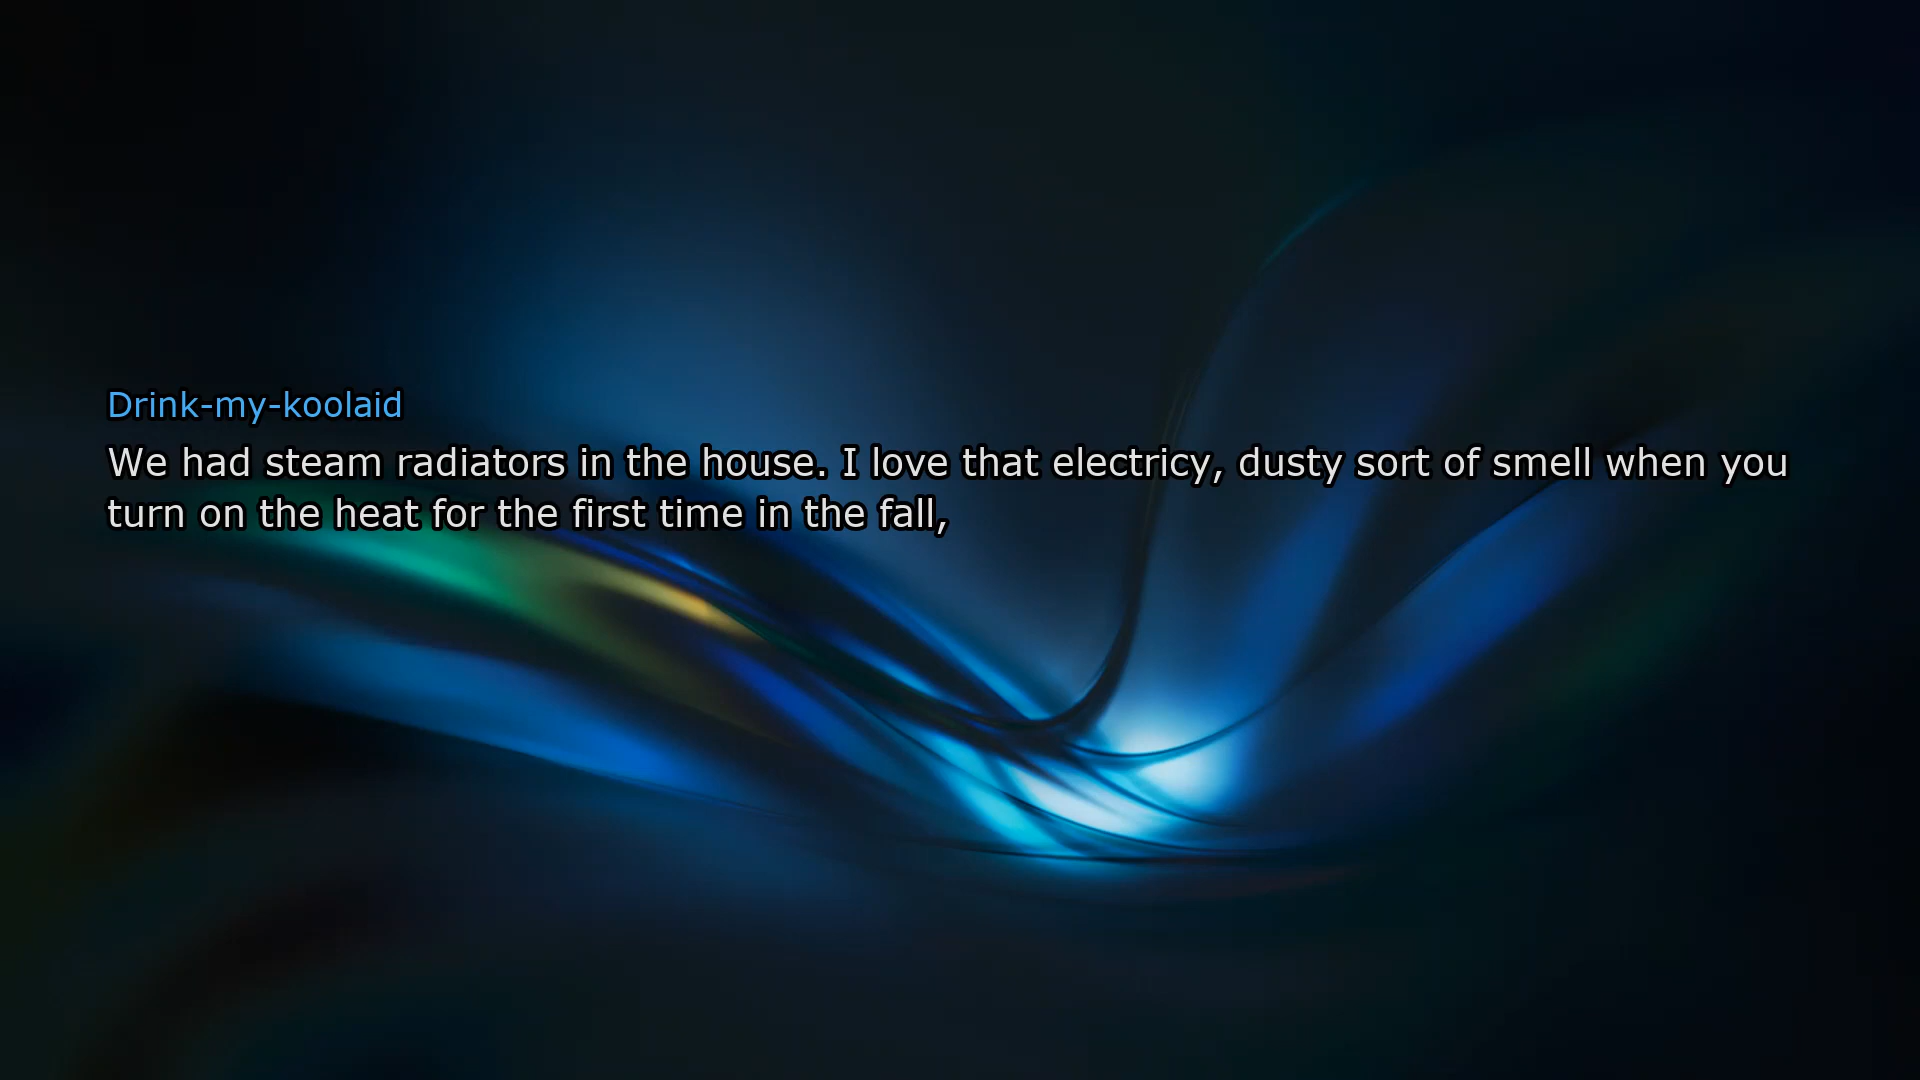 Drink-my-koolaid
We had steam radiators in the house. I love that electricy, dusty sort of smell when you
turn on the heat for the first time in the fall,